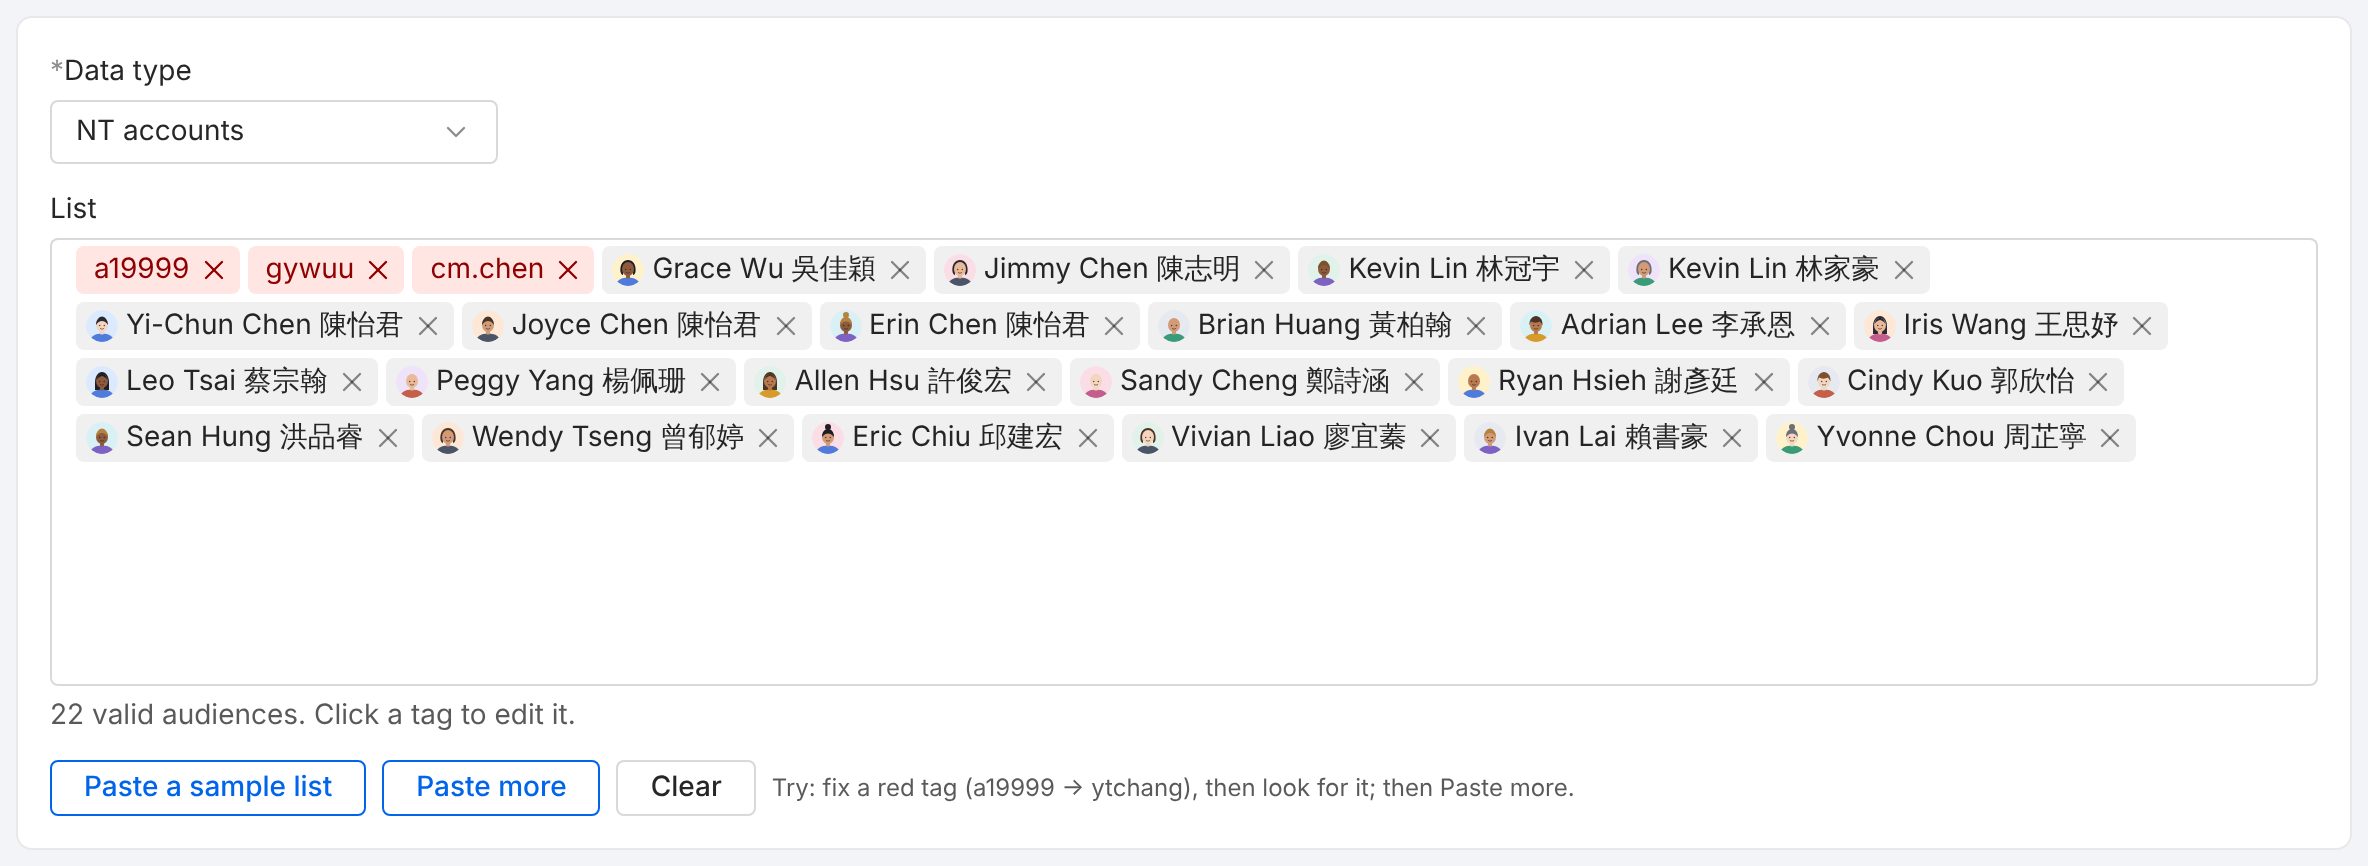 *Data type
NT accounts
List
a19999 gywuu cm.chen Grace Wu 吳佳穎 Jimmy Chen 陳志明 Kevin Lin 林冠宇 Kevin Lin 林家豪
Yi-Chun Chen 陳怡君 Joyce Chen 陳怡君 Erin Chen 陳怡君 Brian Huang 黃柏翰 Adrian Lee 李承恩 Iris Wang 王思妤
Leo Tsai 蔡宗翰 Peggy Yang 楊佩珊 Allen Hsu 許俊宏 Sandy Cheng 鄭詩涵 Ryan Hsieh 謝彥廷 Cindy Kuo 郭欣怡
Sean Hung 洪品睿 Wendy Tseng 曾郁婷 Eric Chiu 邱建宏 Vivian Liao 廖宜蓁 Ivan Lai 賴書豪 Yvonne Chou 周芷寧
22 valid audiences. Click a tag to edit it.
Paste a sample list Paste more Clear Try: fix a red tag (a19999 → ytchang), then look for it; then Paste more.